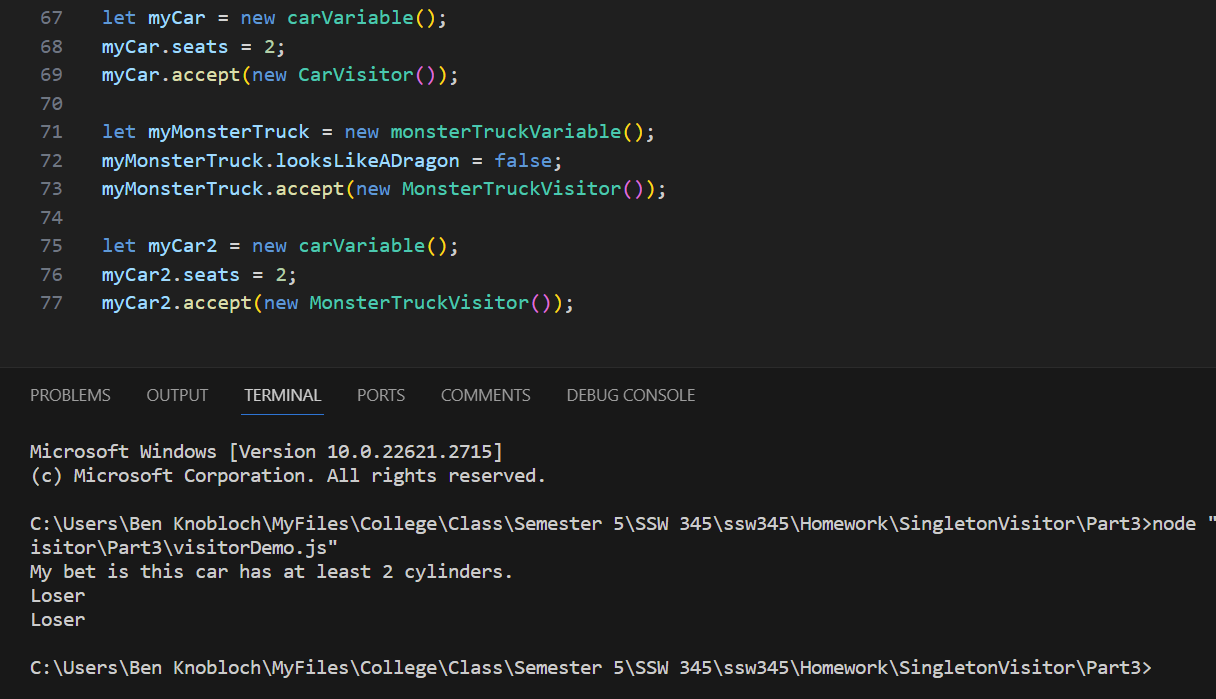 67 let myCar = new carVariable();
68 myCar.seats = 2;
69 myCar.accept(new CarVisitor());
70
71 let myMonsterTruck = new monsterTruckVariable();
72 myMonsterTruck.looksLikeADragon = false;
73 myMonsterTruck.accept(new MonsterTruckVisitor());
74
75 let myCar2 = new carVariable();
76 myCar2.seats = 2;
77 myCar2.accept(new MonsterTruckVisitor());
PROBLEMS OUTPUT TERMINAL PORTS COMMENTS DEBUG CONSOLE
Microsoft Windows [Version 10.0.22621.2715]
(c) Microsoft Corporation. All rights reserved.
C:\Users\Ben Knobloch\MyFiles\College\Class\Semester 5\SSW 345\ssw345\Homework\SingletonVisitor\Part3>node "
isitor\Part3\visitorDemo.js"
My bet is this car has at least 2 cylinders.
Loser
Loser
C:\Users\Ben Knobloch\MyFiles\College\Class\Semester 5\SSW 345\ssw345\Homework\SingletonVisitor\Part3>